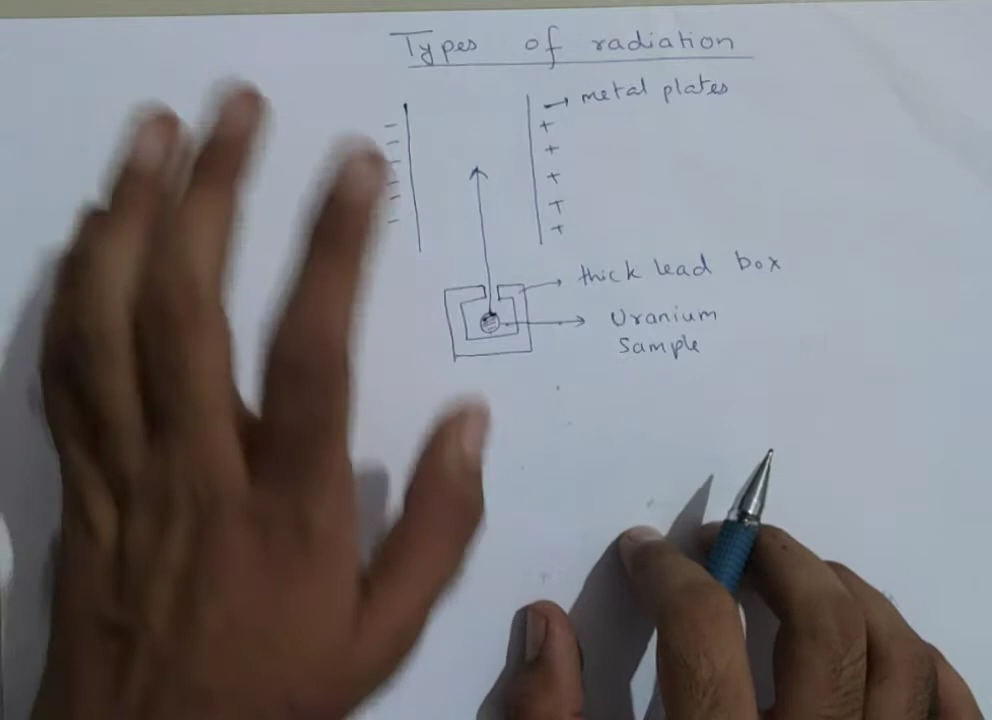 Types of radiation
metal plates
thick lead box
Uranium
Sample